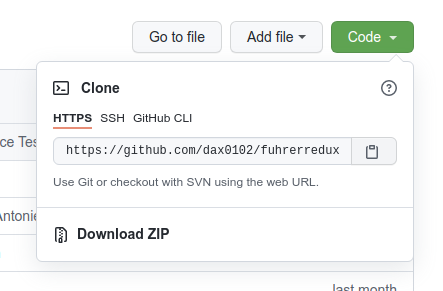 Go to file Add file Code
Clone
HTTPS SSH GitHub CLI
ce Tes
https://github.com/dax0102/fuhrerredux
Use Git or checkout with SVN using the web URL.
Antonie
Download ZIP
last month